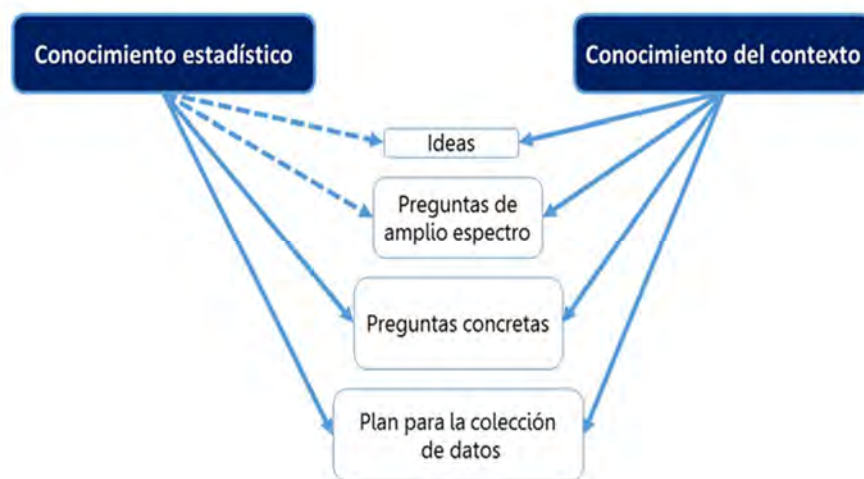 Conocimiento estadístico
Conocimiento del contexto
Ideas
Preguntas de
amplio espectro
Preguntas concretas
Plan para la colección
de datos